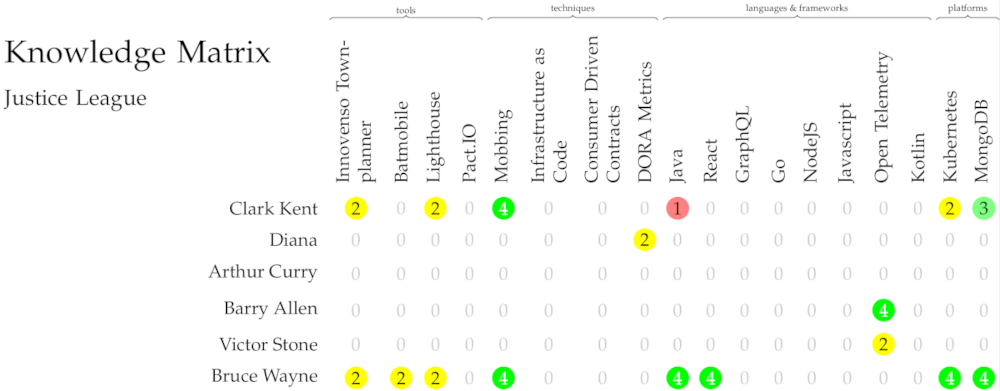 tools techniques languages & frameworks platforms
Knowledge Matrix
Justice League
Innovenso Town-
planner
Batmobile
Lighthouse
Pact.IO
Mobbing
Infrastructure as
Code
Consumer Driven
Contracts
DORA Metrics
Java
React
GraphQL
Go
NodeJS
Javascript
Open Telemetry
Kotlin
Kubernetes
MongoDB
Clark Kent 2 0 2 0 4 0 0 0 1 0 0 0 0 0 0 0 2 3
Diana 0 0 0 0 0 0 0 2 0 0 0 0 0 0 0 0 0 0
Arthur Curry 0 0 0 0 0 0 0 0 0 0 0 0 0 0 0 0 0 0
Barry Allen 0 0 0 0 0 0 0 0 0 0 0 0 0 0 4 0 0 0
Victor Stone 0 0 0 0 0 0 0 0 0 0 0 0 0 0 2 0 0 0
Bruce Wayne 2 2 2 0 4 0 0 0 4 4 0 0 0 0 0 0 4 4